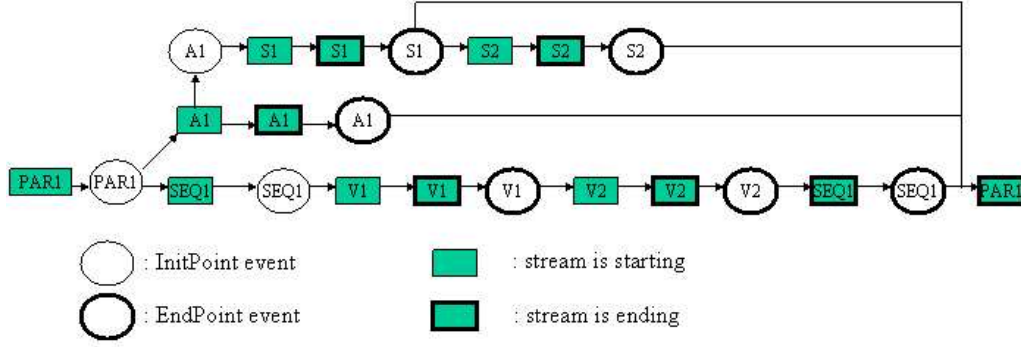 A1 S1 S1 S1 S2 S2 S2
A1 A1 A1
PAR1 PAR1 SEQ1 SEQ1 V1 V1 V1 V2 V2 V2 SEQ1 SEQ1 PAR1
: InitPoint event : stream is starting
: EndPoint event : stream is ending